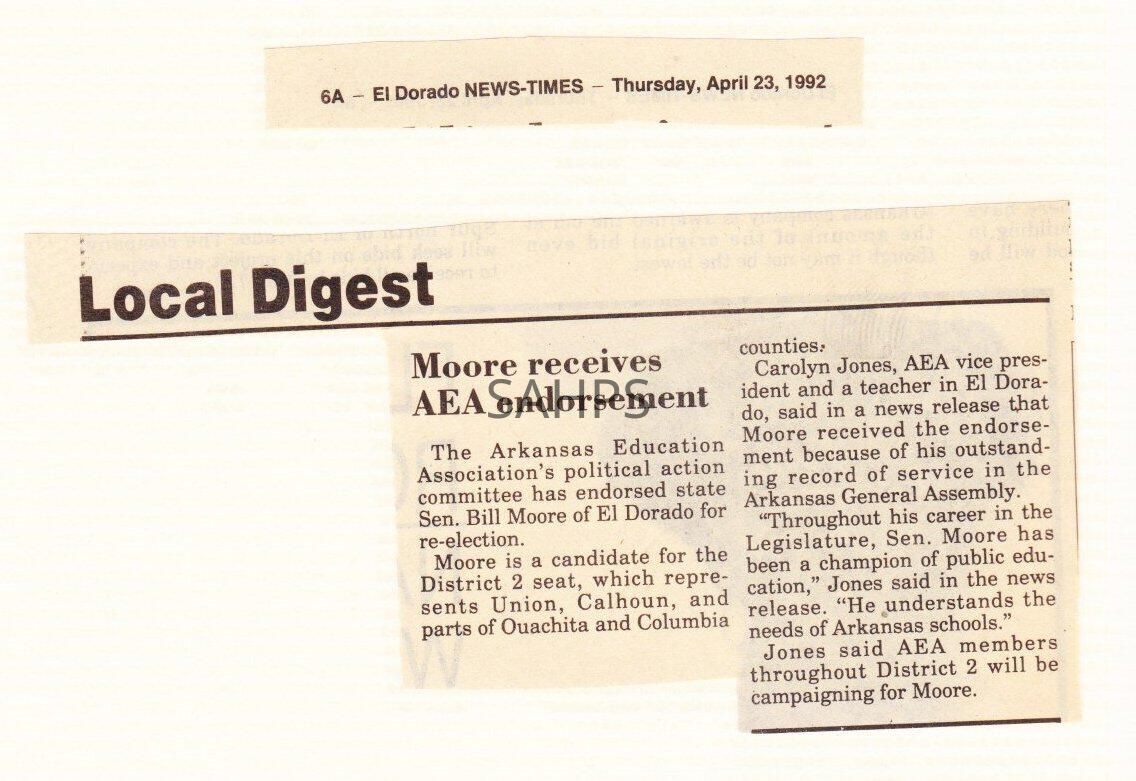 6A – El Dorado NEWS-TIMES – Thursday, April 23, 1992
Local Digest
Moore receives
AEA endorsement
SAHPS
The Arkansas Education
Association's political action
committee has endorsed state
Sen. Bill Moore of El Dorado for
re-election.
Moore is a candidate for the
District 2 seat, which repre-
sents Union, Calhoun, and
parts of Ouachita and Columbia
counties.
Carolyn Jones, AEA vice pres-
ident and a teacher in El Dora-
do, said in a news release that
Moore received the endorse-
ment because of his outstand-
ing record of service in the
Arkansas General Assembly.
“Throughout his career in the
Legislature, Sen. Moore has
been a champion of public edu-
cation,” Jones said in the news
release. “He understands the
needs of Arkansas schools.”
Jones said AEA members
throughout District 2 will be
campaigning for Moore.